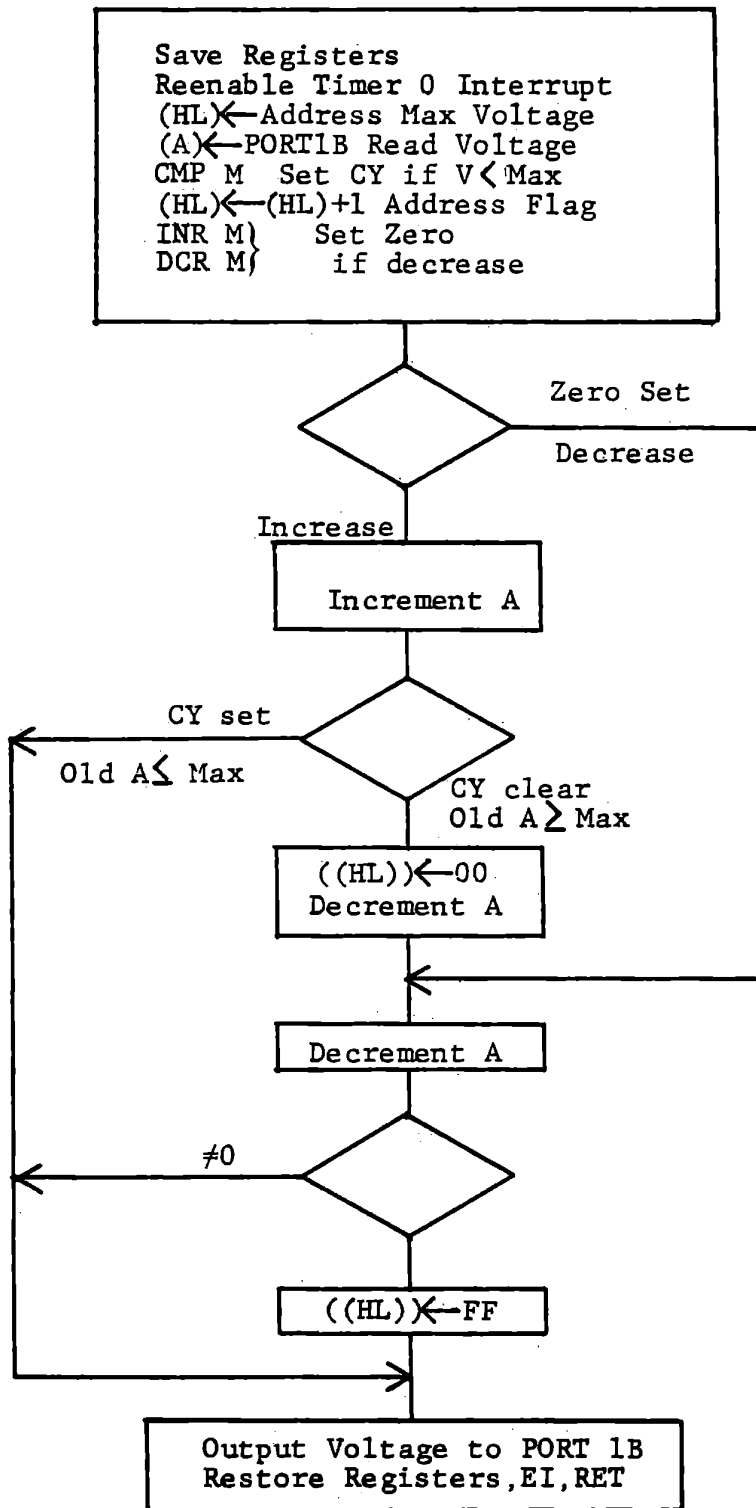 Save Registers
Reenable Timer 0 Interrupt
(HL)←Address Max Voltage
(A)←PORT1B Read Voltage
CMP M Set CY if V < Max
(HL)←(HL)+1 Address Flag
INR M} Set Zero
DCR M} if decrease
Zero Set
Decrease
Increase
Increment A
CY set
Old A≤ Max
CY clear
Old A≥ Max
((HL))←00
Decrement A
Decrement A
≠0
((HL))←FF
Output Voltage to PORT 1B
Restore Registers,EI,RET